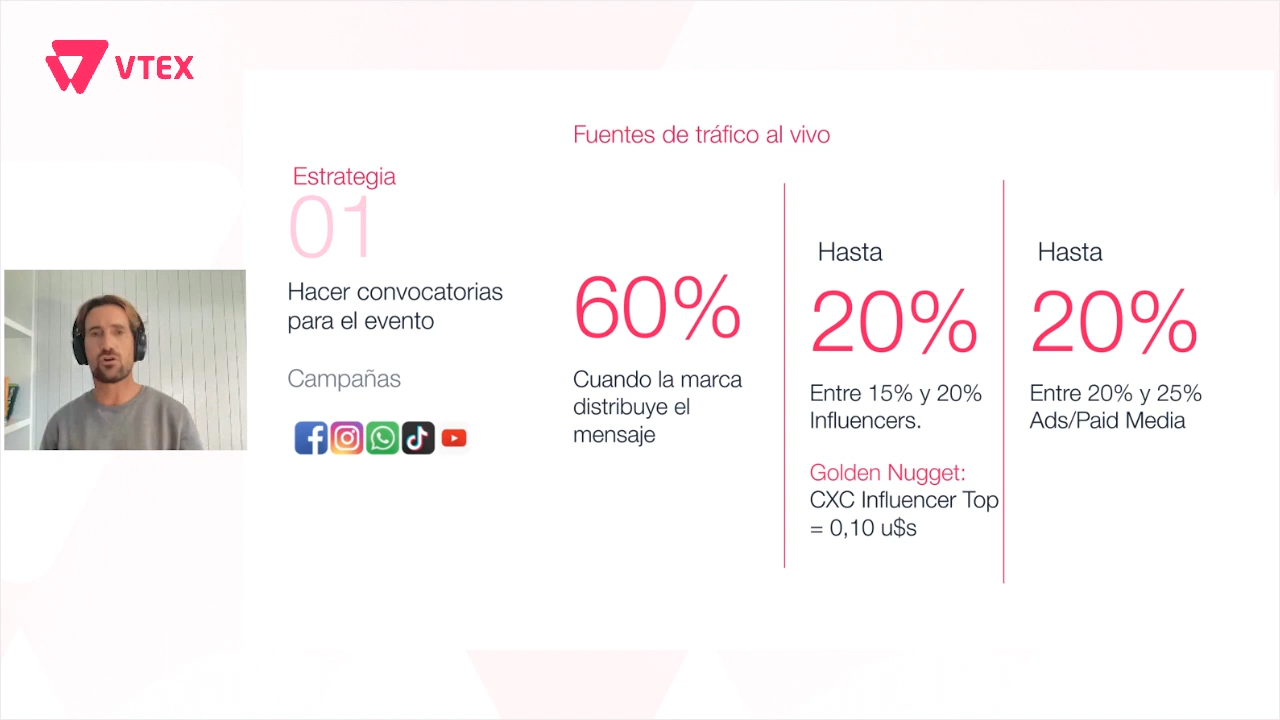 VTEX
Fuentes de tráfico al vivo
Estrategia
01
Hacer convocatorias
para el evento
Campañas
60%
Cuando la marca
distribuye el
mensaje
Hasta
20%
Entre 15% y 20%
Influencers.
Golden Nugget:
CXC Influencer Top
= 0,10 u$s
Hasta
20%
Entre 20% y 25%
Ads/Paid Media